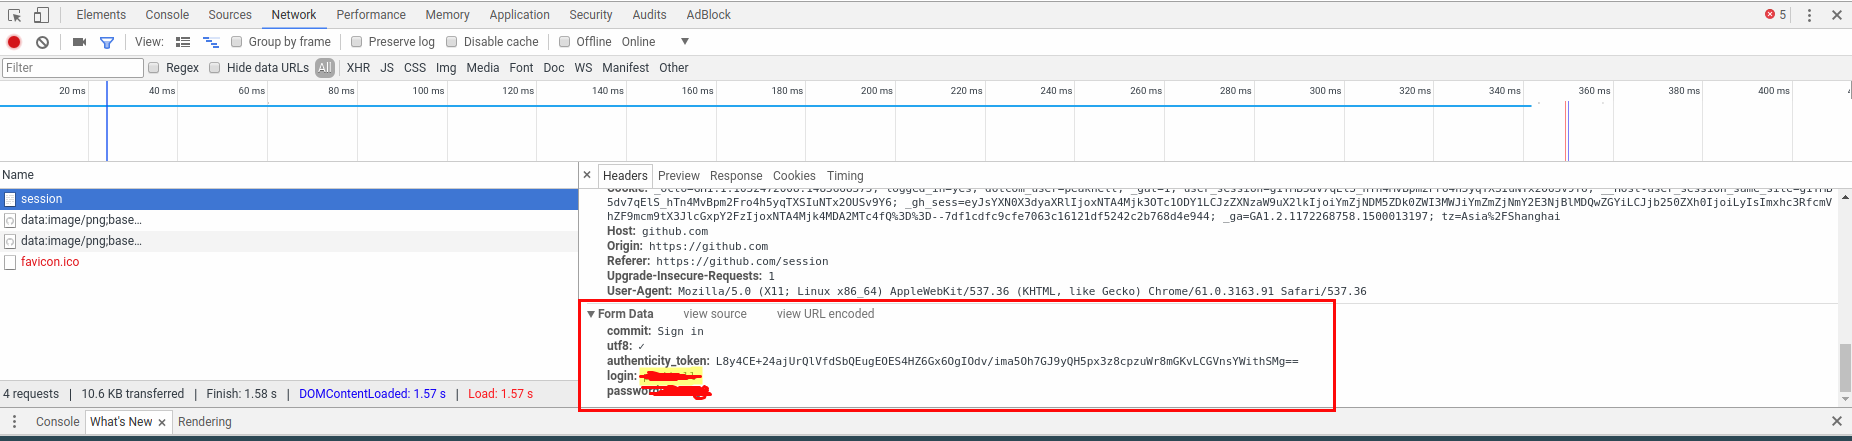 Elements Console Sources Network Performance Memory Application Security Audits AdBlock 5
View: Group by frame Preserve log Disable cache Offline Online
Filter Regex Hide data URLs All XHR JS CSS Img Media Font Doc WS Manifest Other
20 ms 40 ms 60 ms 80 ms 100 ms 120 ms 140 ms 160 ms 180 ms 200 ms 220 ms 240 ms 260 ms 280 ms 300 ms 320 ms 340 ms 360 ms 380 ms 400 ms
Name
session
data:image/png;base…
data:image/png;base…
favicon.ico
4 requests | 10.6 KB transferred | Finish: 1.58 s | DOMContentLoaded: 1.57 s | Load: 1.57 s
Headers Preview Response Cookies Timing
hZF9mcm9tX3JlcGxpY2FzIjoxNTA4Mjk4MDA2MTc4fQ%3D%3D--7df1cdfc9cfe7063c16121df5242c2b768d4e944; _ga=GA1.2.1172268758.1500013197; tz=Asia%2FShanghai
Host: github.com
Origin: https://github.com
Referer: https://github.com/session
Upgrade-Insecure-Requests: 1
User-Agent: Mozilla/5.0 (X11; Linux x86_64) AppleWebKit/537.36 (KHTML, like Gecko) Chrome/61.0.3163.91 Safari/537.36
Form Data view source view URL encoded
commit: Sign in
utf8: ✓
authenticity_token: L8y4CE+24ajUrQlVfdSbQEugEOES4HZ6Gx6OgIOdv/ima5Oh7GJ9yQH5px3z8cpzuWr8mGKvLCGVnsYWithSMg==
login:
Console What's New Rendering